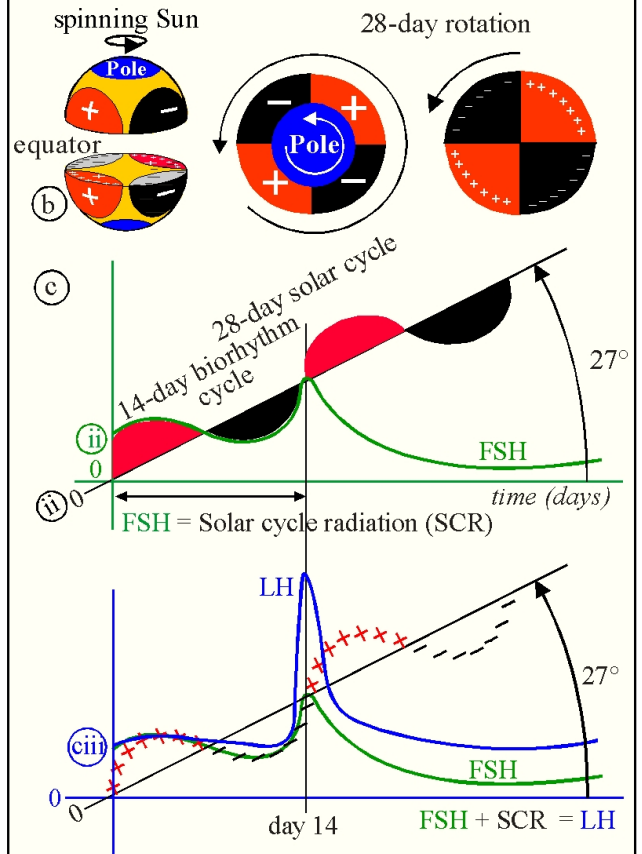 spinning Sun
28-day rotation
Pole
+ −
− +
Pole
+ −
equator
+ −
b
c
28-day solar cycle
14-day biorhythm
cycle
27°
ii
0
FSH
0
ii
time (days)
FSH = Solar cycle radiation (SCR)
LH
27°
ciii
FSH
0
0
day 14
FSH + SCR = LH